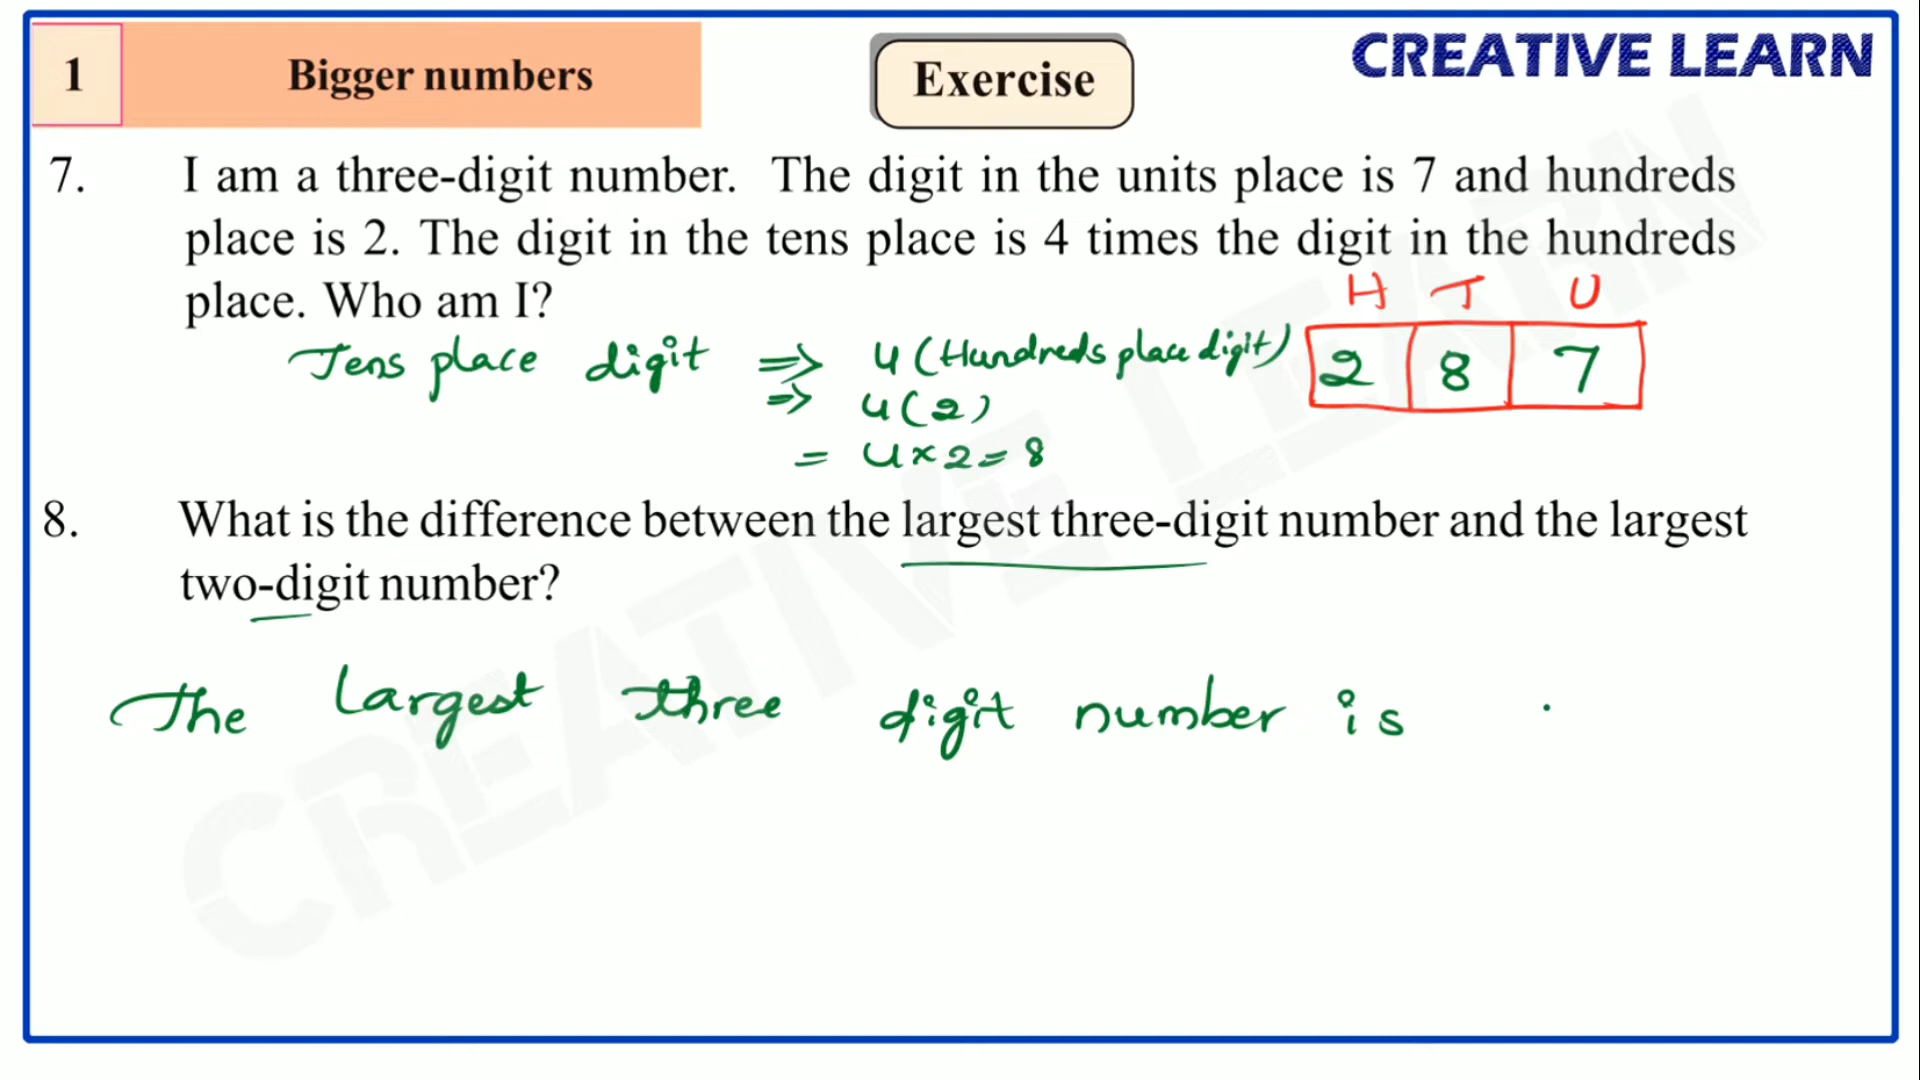 1 Bigger numbers
Exercise
CREATIVE LEARN
7. I am a three-digit number. The digit in the units place is 7 and hundreds
place is 2. The digit in the tens place is 4 times the digit in the hundreds
place. Who am I?
H T U
Tens place digit ⇒ 4 (Hundreds place digit)
2 8 7
⇒ 4(2)
= 4×2=8
8. What is the difference between the largest three-digit number and the largest
two-digit number?
The largest three digit number is
CREATIVE LEARN